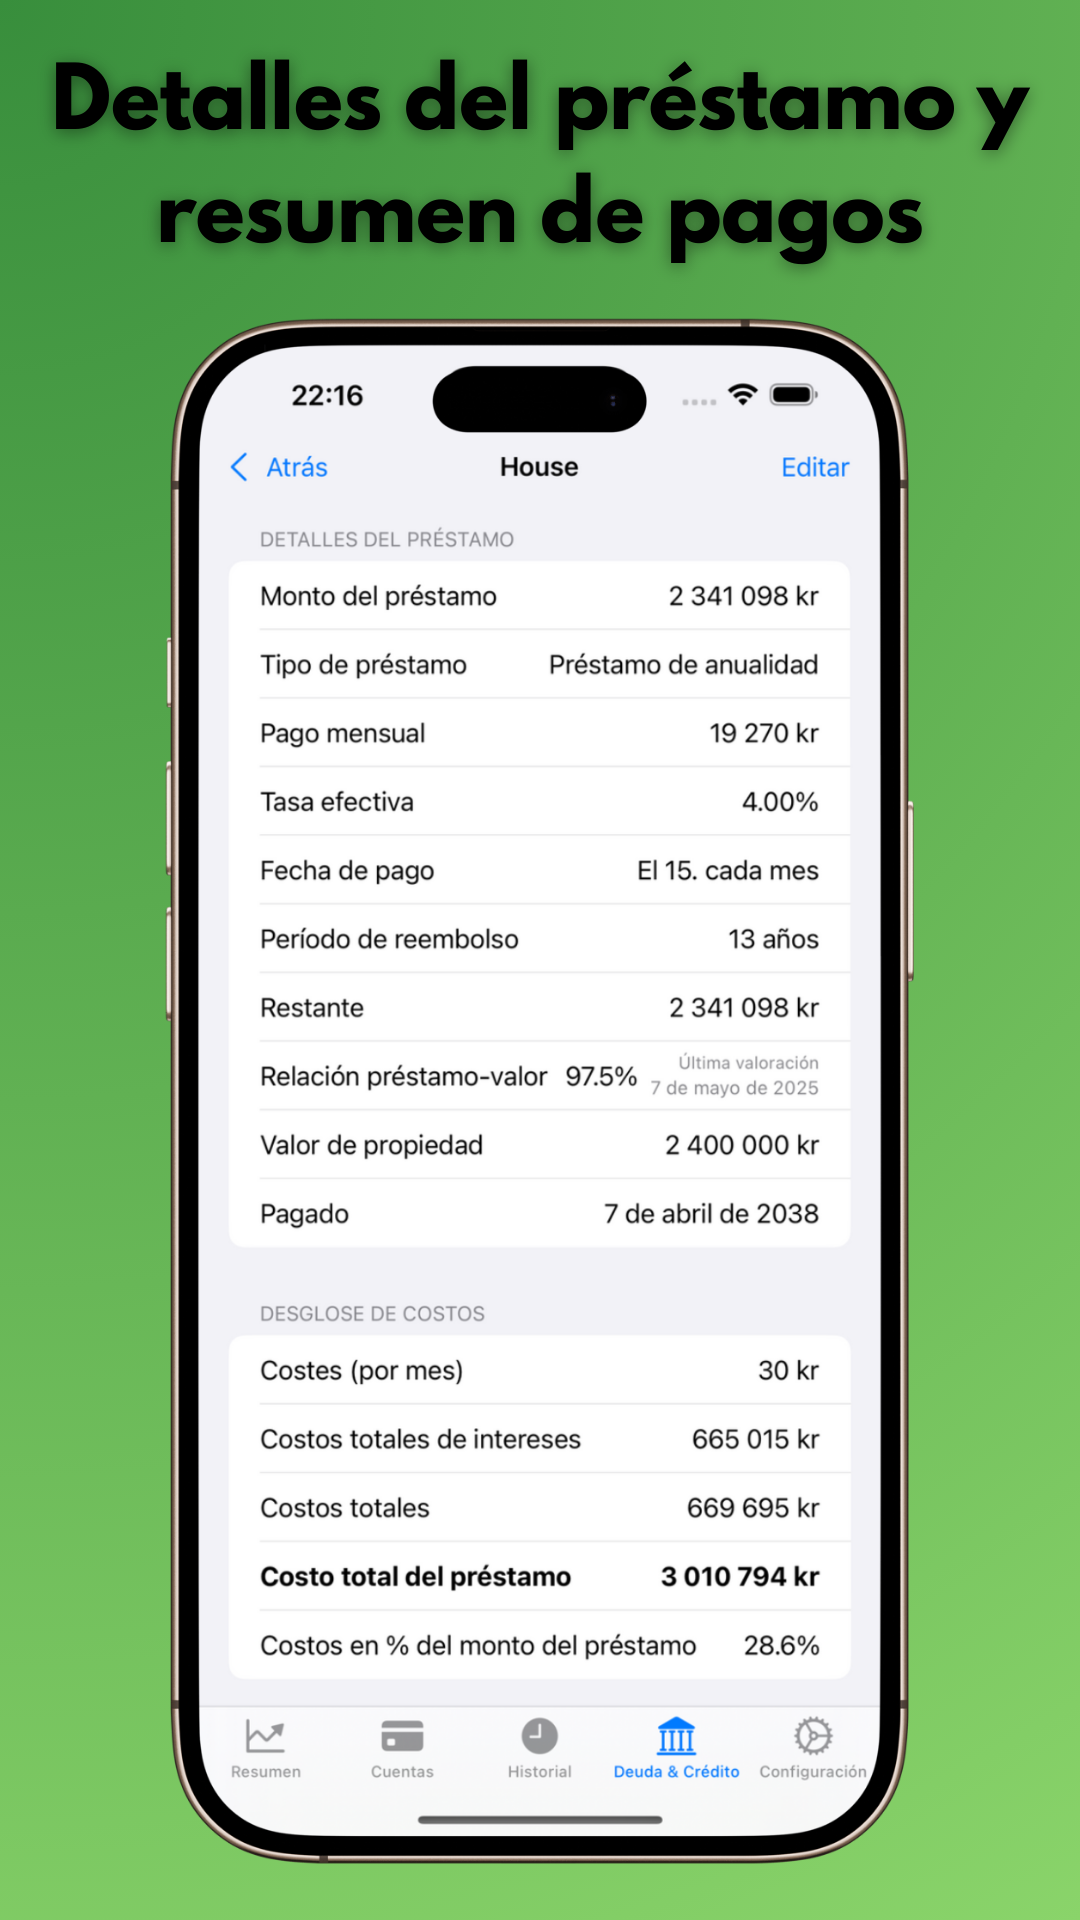 Detalles del préstamo y
resumen de pagos
22:16
Atrás House Editar
DETALLES DEL PRÉSTAMO
Monto del préstamo 2 341 098 kr
Tipo de préstamo Préstamo de anualidad
Pago mensual 19 270 kr
Tasa efectiva 4.00%
Fecha de pago El 15. cada mes
Período de reembolso 13 años
Restante 2 341 098 kr
Relación préstamo-valor 97.5% Última valoración
7 de mayo de 2025
Valor de propiedad 2 400 000 kr
Pagado 7 de abril de 2038
DESGLOSE DE COSTOS
Costes (por mes) 30 kr
Costos totales de intereses 665 015 kr
Costos totales 669 695 kr
Costo total del préstamo 3 010 794 kr
Costos en % del monto del préstamo 28.6%
Resumen Cuentas Historial Deuda & Crédito Configuración